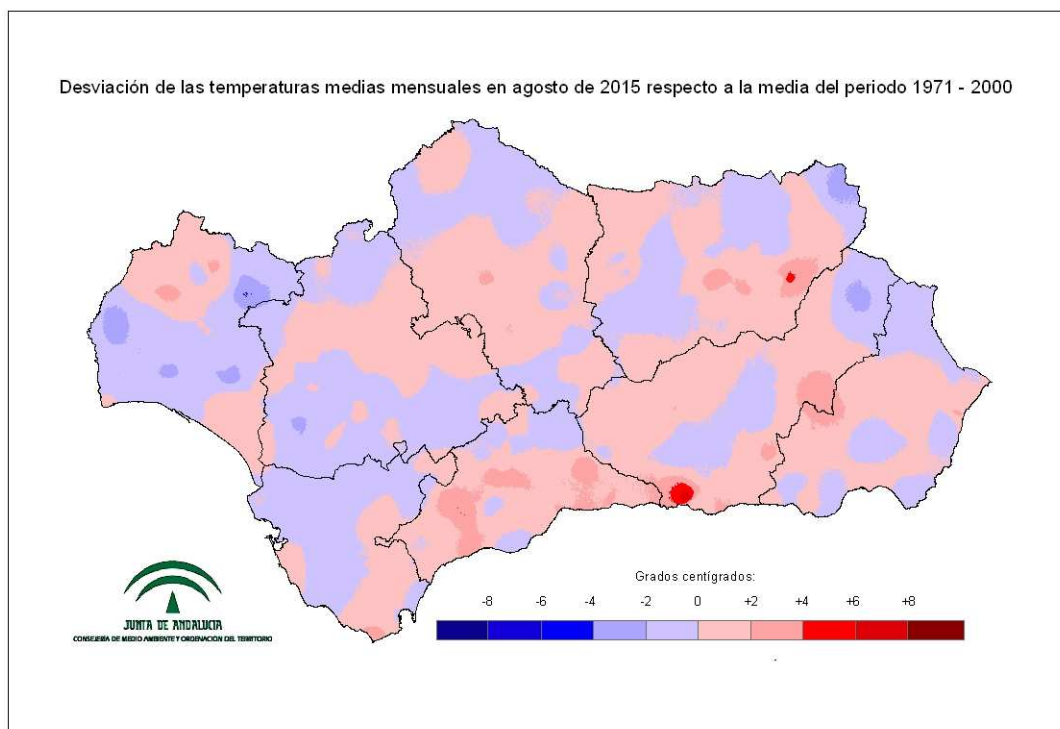 Desviación de las temperaturas medias mensuales en agosto de 2015 respecto a la media del periodo 1971 - 2000
Grados centígrados:
-8 -6 -4 -2 0 +2 +4 +6 +8
JUNTA DE ANDALUCIA
CONSEJERÍA DE MEDIO AMBIENTE Y ORDENACIÓN DEL TERRITORIO